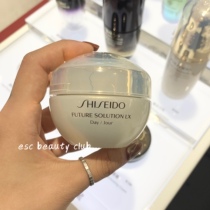 SHISEIDO
FUTURE SOLUTION LX
Day / Jour
esc beauty club